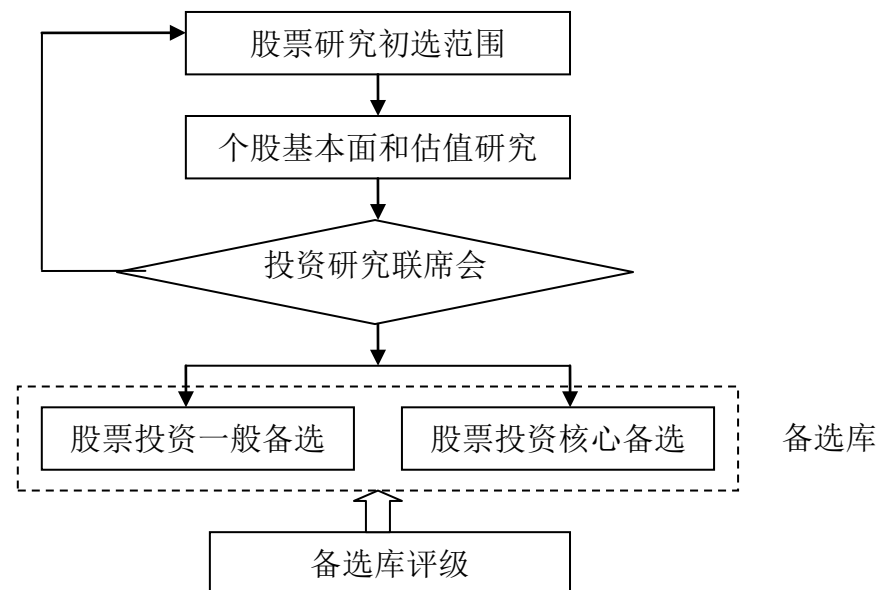 股票研究初选范围
个股基本面和估值研究
投资研究联席会
股票投资一般备选
股票投资核心备选
备选库
备选库评级